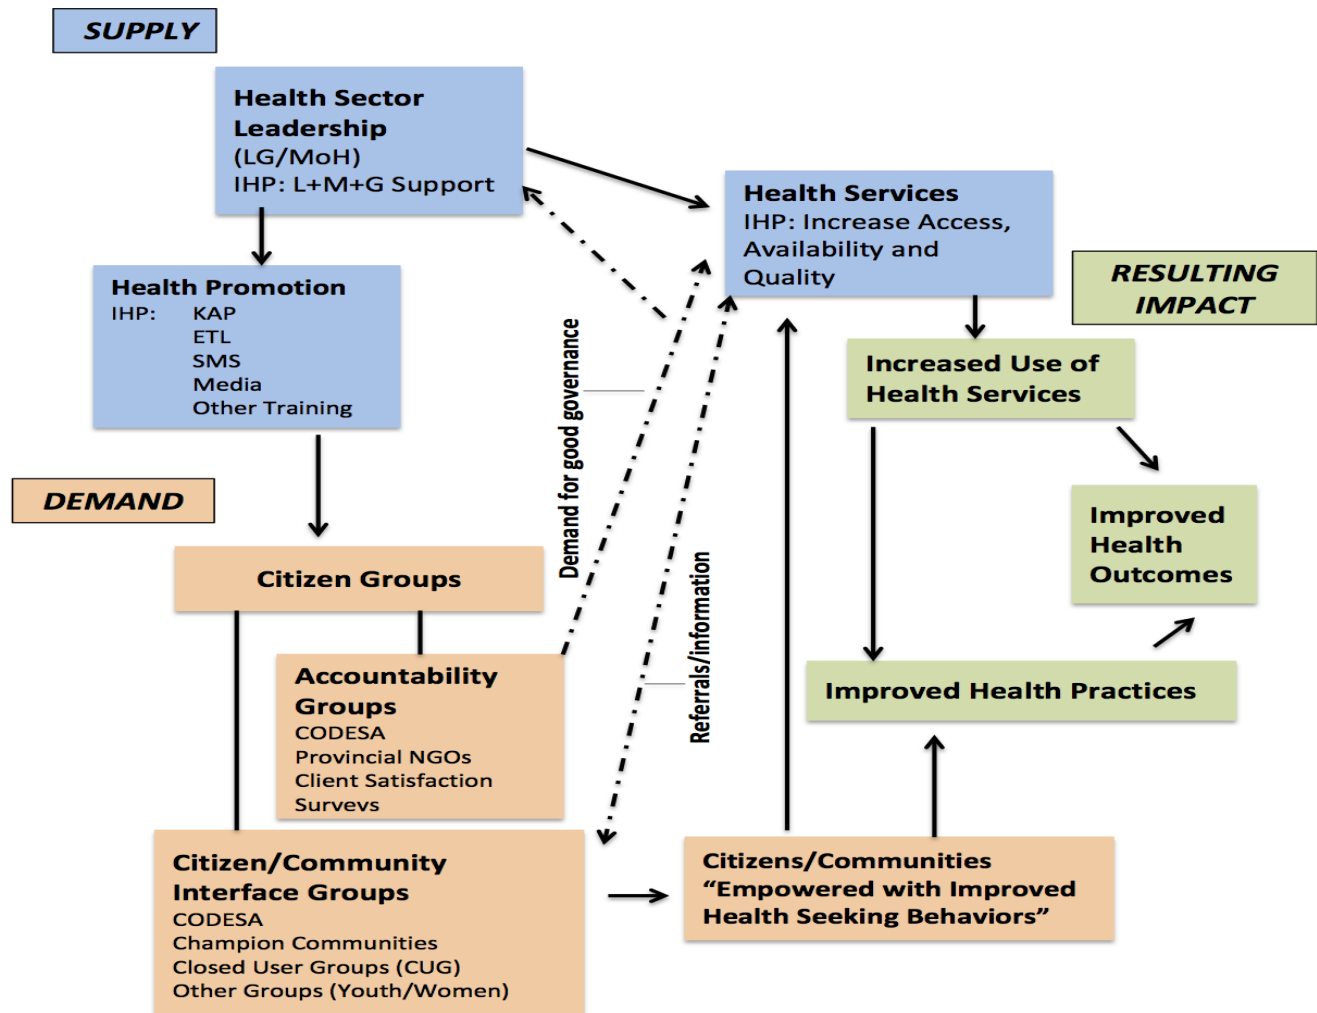 SUPPLY
Health Sector
Leadership
(LG/MoH)
IHP: L+M+G Support
Health Services
IHP: Increase Access,
Availability and
Quality
Health Promotion
IHP: KAP
ETL
SMS
Media
Other Training
RESULTING
IMPACT
Increased Use of
Health Services
DEMAND
Demand for good governance
Improved
Health
Outcomes
Citizen Groups
Referrals/information
Accountability
Groups
CODESA
Provincial NGOs
Client Satisfaction
Survevs
Improved Health Practices
Citizen/Community
Interface Groups
CODESA
Champion Communities
Closed User Groups (CUG)
Other Groups (Youth/Women)
Citizens/Communities
“Empowered with Improved
Health Seeking Behaviors”